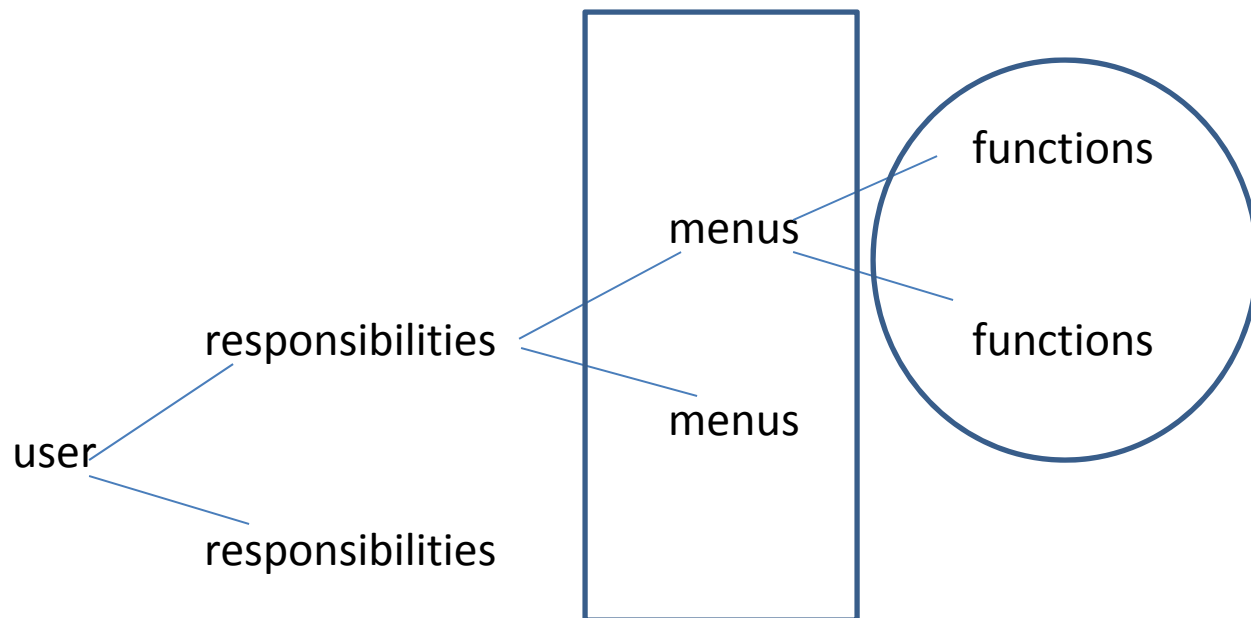 functions
menus
responsibilities
functions
menus
user
responsibilities